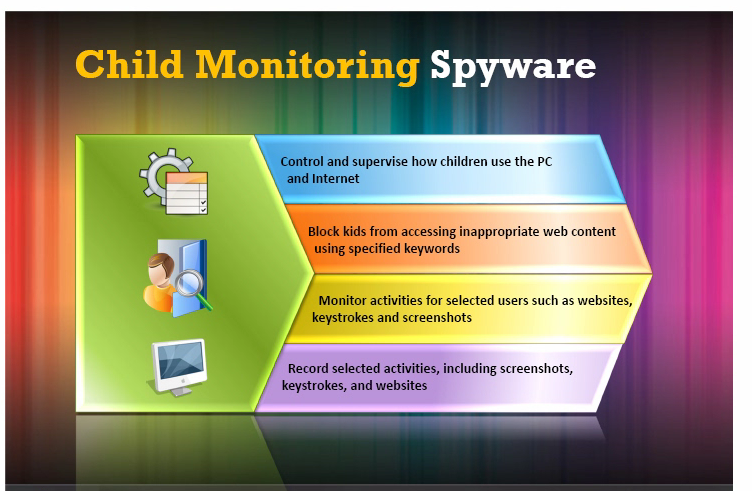 Child Monitoring Spyware
Control and supervise how children use the PC
and Internet
Block kids from accessing inappropriate web content
using specified keywords
Monitor activities for selected users such as websites,
keystrokes and screenshots
Record selected activities, including screenshots,
keystrokes, and websites